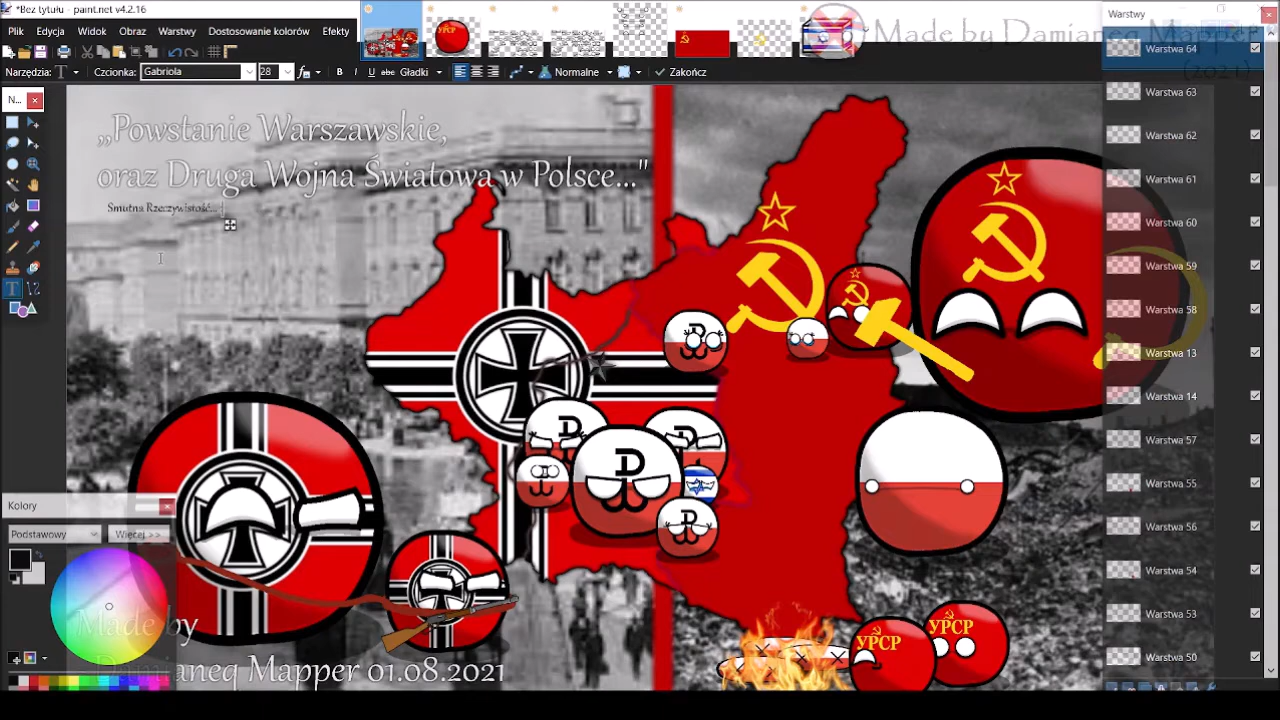 *Bez tytułu - paint.net v4.2.16
Warstwy
Plik Edycja Widok Obraz Warstwy Dostosowanie kolorów Efekty
УРСР
Made by Damianeq Mapper
(2021)
Narzędzia: T Czcionka: Gabriola 28 B I U abc Gładki Normalne Zakończ
N...
„Powstanie Warszawskie,
oraz Druga Wojna Światowa w Polsce..."
Smutna Rzeczywistość...
Warstwa 64
Warstwa 63
Warstwa 62
Warstwa 61
Warstwa 60
Warstwa 59
Warstwa 58
Warstwa 13
Warstwa 14
Warstwa 57
Warstwa 55
Warstwa 56
Warstwa 54
Warstwa 53
Warstwa 50
Kolory
Podstawowy Więcej >>
УРСР
УРСР
Made by
Damianeq Mapper 01.08.2021